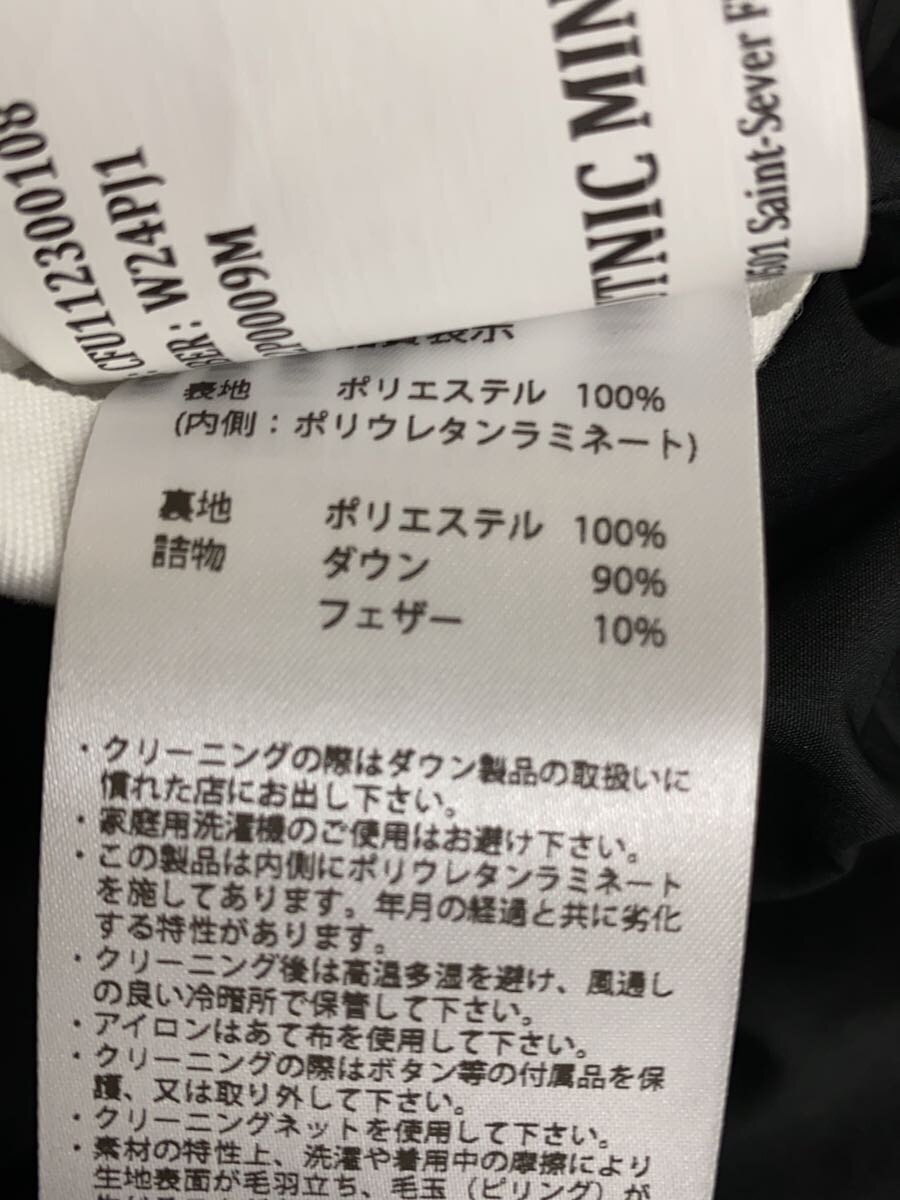 CFU112300108
BER: W24PJ1
2P0009M
TNIC MIN
601 Saint-Sever F
品質表示
表地 ポリエステル 100%
(内側：ポリウレタンラミネート)
裏地 ポリエステル 100%
詰物 ダウン 90%
フェザー 10%
・クリーニングの際はダウン製品の取扱いに
慣れた店にお出し下さい。
・家庭用洗濯機のご使用はお避け下さい。
・この製品は内側にポリウレタンラミネート
を施してあります。年月の経過と共に劣化
する特性があります。
・クリーニング後は高温多湿を避け、風通し
の良い冷暗所で保管して下さい。
・アイロンはあて布を使用して下さい。
・クリーニングの際はボタン等の付属品を保
護、又は取り外して下さい。
・クリーニングネットを使用して下さい。
・素材の特性上、洗濯や着用中の摩擦により
生地表面が毛羽立ち、毛玉（ピリング）が